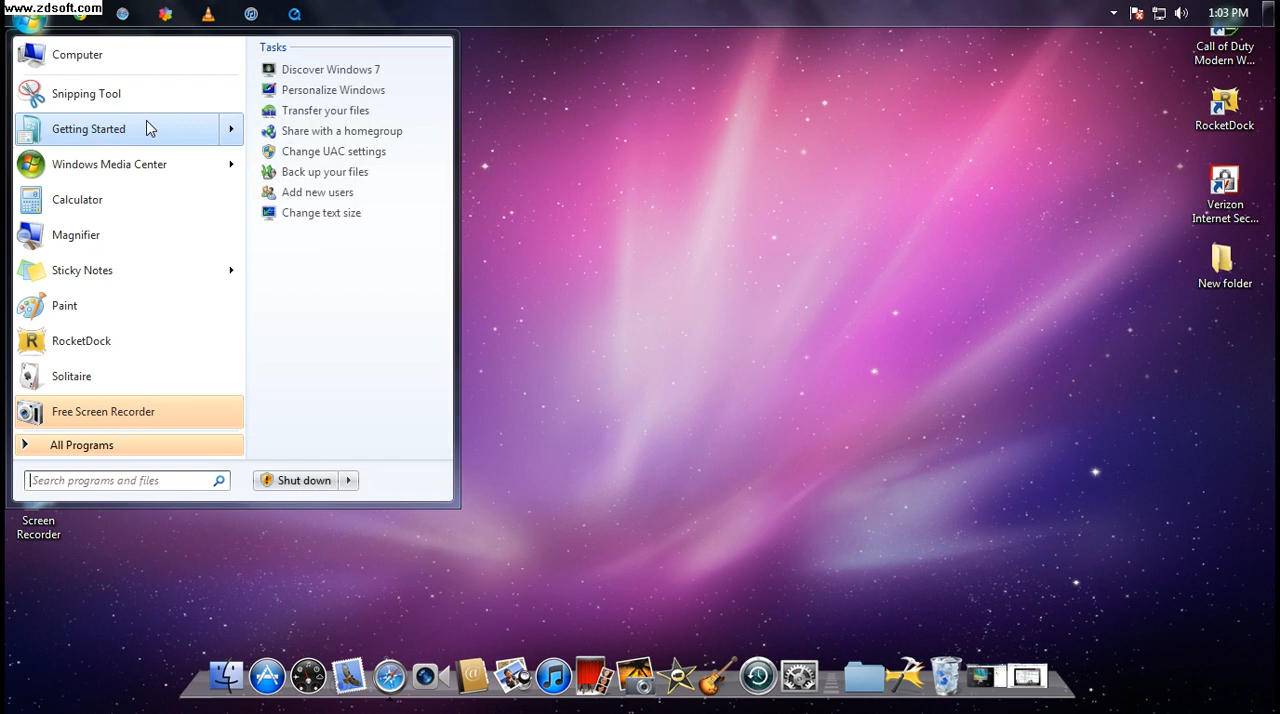 www.zdsoft.com
1:03 PM
Computer
Snipping Tool
Getting Started
Windows Media Center
Calculator
Magnifier
Sticky Notes
Paint
RocketDock
Solitaire
Free Screen Recorder
All Programs
Search programs and files
Tasks
Discover Windows 7
Personalize Windows
Transfer your files
Share with a homegroup
Change UAC settings
Back up your files
Add new users
Change text size
Shut down
Screen
Recorder
Call of Duty
Modern W...
RocketDock
Verizon
Internet Sec...
New folder